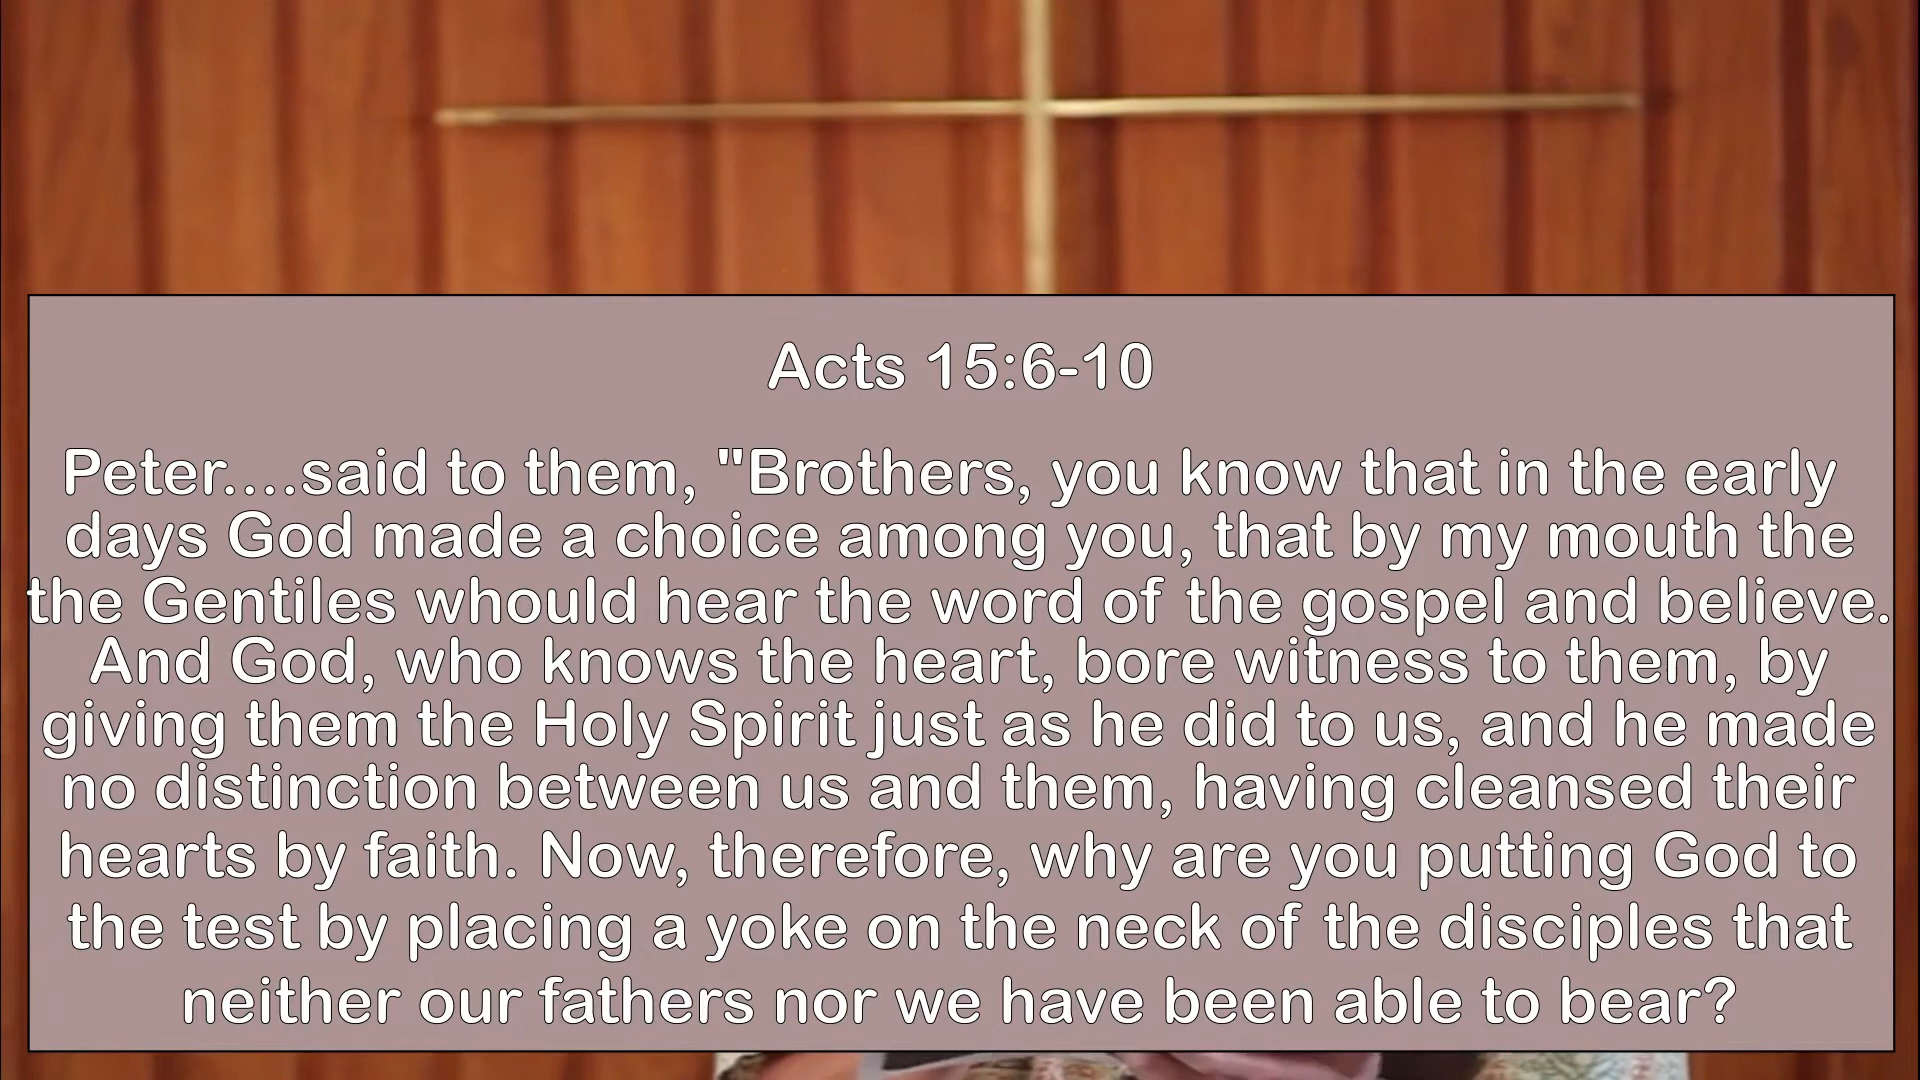 Acts 15:6-10
Peter....said to them, "Brothers, you know that in the early
days God made a choice among you, that by my mouth the
the Gentiles whould hear the word of the gospel and believe.
And God, who knows the heart, bore witness to them, by
giving them the Holy Spirit just as he did to us, and he made
no distinction between us and them, having cleansed their
hearts by faith. Now, therefore, why are you putting God to
the test by placing a yoke on the neck of the disciples that
neither our fathers nor we have been able to bear?